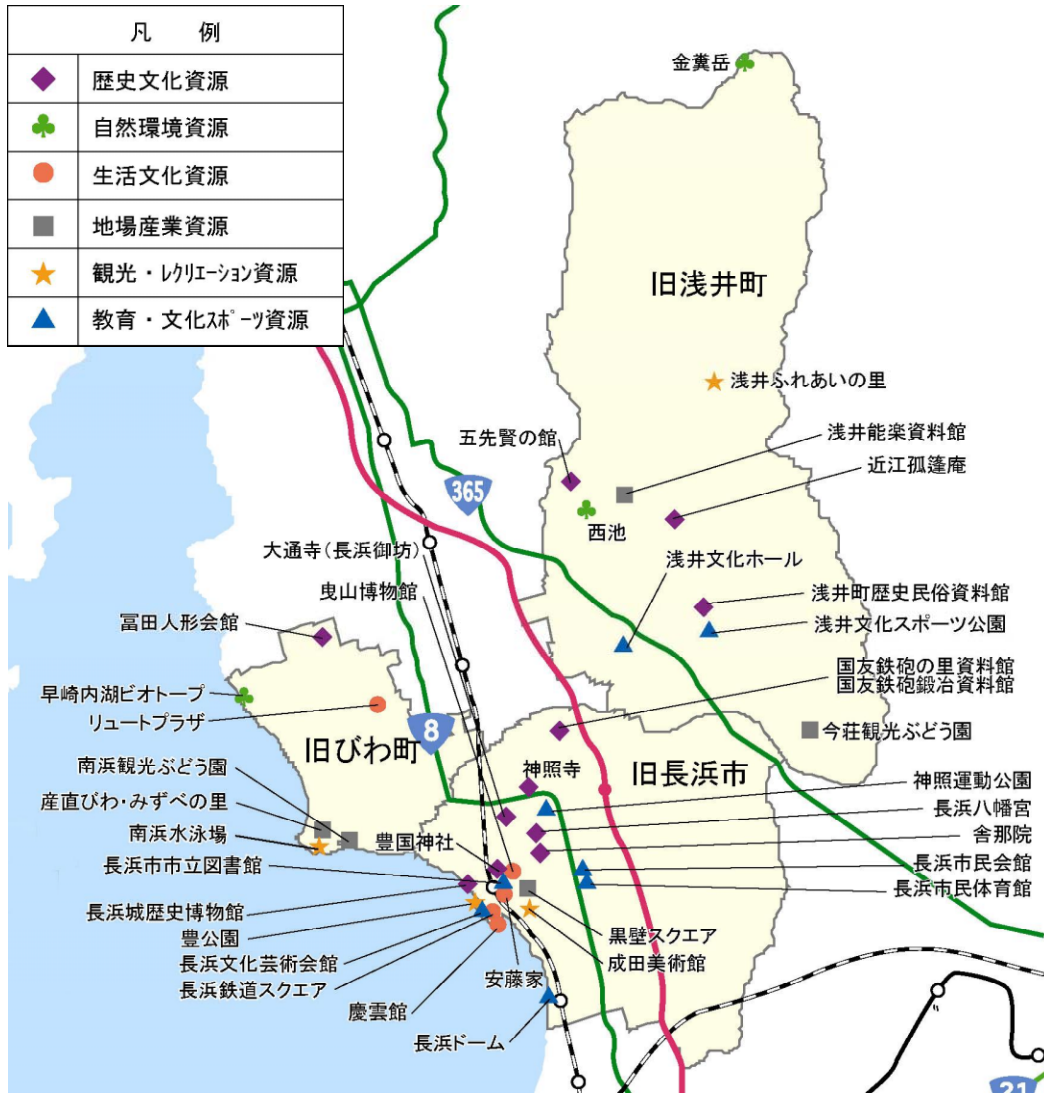 凡　例
歴史文化資源
自然環境資源
生活文化資源
地場産業資源
観光・レクリエーション資源
教育・文化スポーツ資源
金糞岳
旧浅井町
浅井ふれあいの里
五先賢の館
浅井能楽資料館
近江孤篷庵
365
西池
大通寺（長浜御坊）
浅井文化ホール
曳山博物館
浅井町歴史民俗資料館
冨田人形会館
浅井文化スポーツ公園
国友鉄砲の里資料館
国友鉄砲鍛冶資料館
早崎内湖ビオトープ
リュートプラザ
8
今荘観光ぶどう園
旧びわ町
旧長浜市
南浜観光ぶどう園
神照寺
神照運動公園
産直びわ・みずべの里
長浜八幡宮
南浜水泳場
豊国神社
舎那院
長浜市市立図書館
長浜市民会館
長浜市民体育館
長浜城歴史博物館
豊公園
黒壁スクエア
長浜文化芸術会館
成田美術館
長浜鉄道スクエア
安藤家
慶雲館
長浜ドーム
21